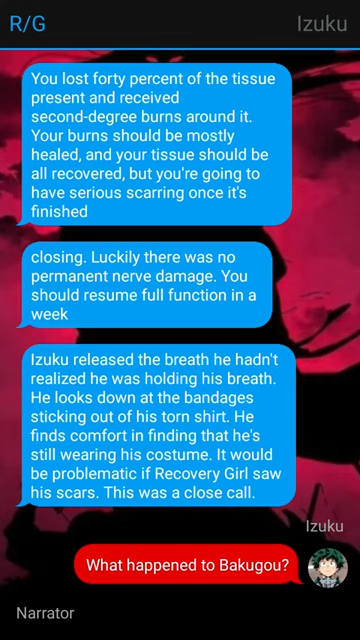 R/G
Izuku
You lost forty percent of the tissue
present and received
second-degree burns around it.
Your burns should be mostly
healed, and your tissue should be
all recovered, but you're going to
have serious scarring once it's
finished
closing. Luckily there was no
permanent nerve damage. You
should resume full function in a
week
Izuku released the breath he hadn't
realized he was holding his breath.
He looks down at the bandages
sticking out of his torn shirt. He
finds comfort in finding that he's
still wearing his costume. It would
be problematic if Recovery Girl saw
his scars. This was a close call.
Izuku
What happened to Bakugou?
Narrator